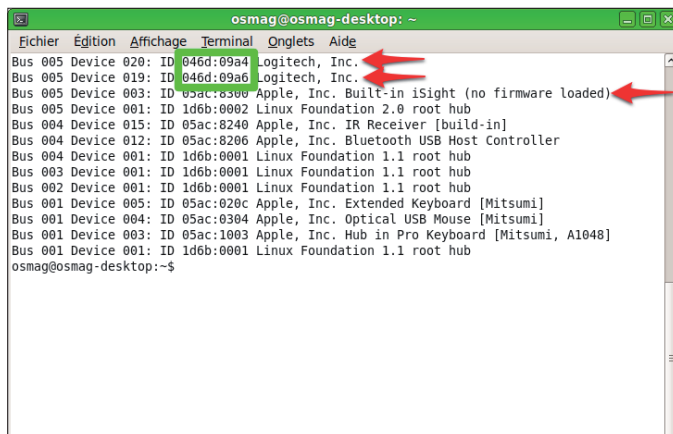 osmag@osmag-desktop: ~
Fichier Édition Affichage Terminal Onglets Aide
Bus 005 Device 020: ID 046d:09a4 Logitech, Inc.
Bus 005 Device 019: ID 046d:09a6 Logitech, Inc.
Bus 005 Device 003: ID 05ac:8300 Apple, Inc. Built-in iSight (no firmware loaded)
Bus 005 Device 001: ID 1d6b:0002 Linux Foundation 2.0 root hub
Bus 004 Device 015: ID 05ac:8240 Apple, Inc. IR Receiver [build-in]
Bus 004 Device 012: ID 05ac:8206 Apple, Inc. Bluetooth USB Host Controller
Bus 004 Device 001: ID 1d6b:0001 Linux Foundation 1.1 root hub
Bus 003 Device 001: ID 1d6b:0001 Linux Foundation 1.1 root hub
Bus 002 Device 001: ID 1d6b:0001 Linux Foundation 1.1 root hub
Bus 001 Device 005: ID 05ac:020c Apple, Inc. Extended Keyboard [Mitsumi]
Bus 001 Device 004: ID 05ac:0304 Apple, Inc. Optical USB Mouse [Mitsumi]
Bus 001 Device 003: ID 05ac:1003 Apple, Inc. Hub in Pro Keyboard [Mitsumi, A1048]
Bus 001 Device 001: ID 1d6b:0001 Linux Foundation 1.1 root hub
osmag@osmag-desktop:~$